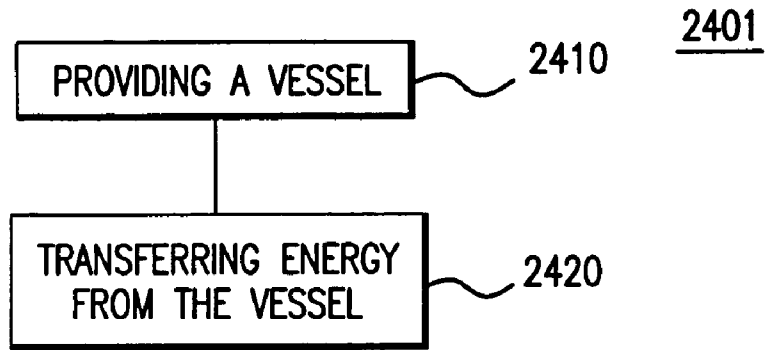 2401
PROVIDING A VESSEL
2410
TRANSFERRING ENERGY
FROM THE VESSEL
2420